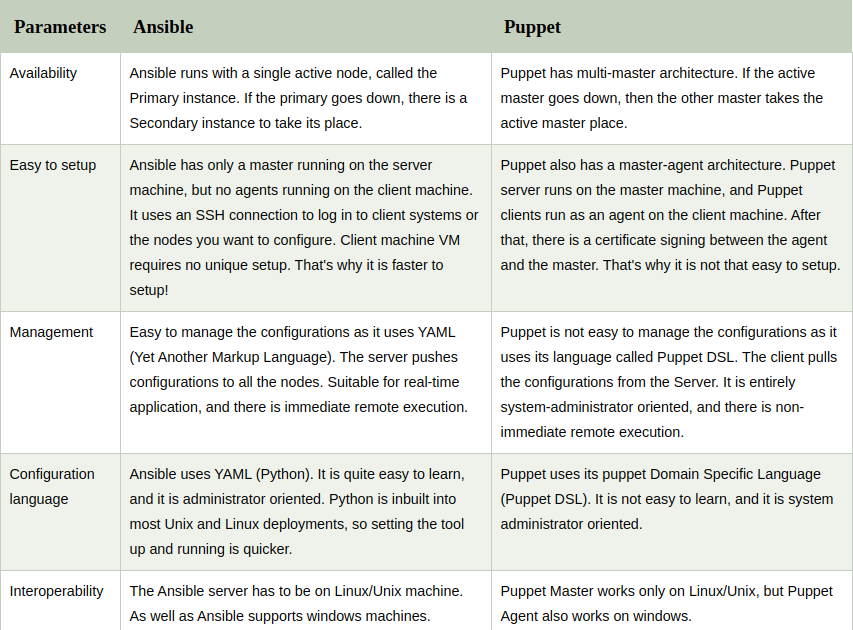 Parameters Ansible Puppet
Availability
Ansible runs with a single active node, called the
Primary instance. If the primary goes down, there is a
Secondary instance to take its place.
Puppet has multi-master architecture. If the active
master goes down, then the other master takes the
active master place.
Easy to setup
Ansible has only a master running on the server
machine, but no agents running on the client machine.
It uses an SSH connection to log in to client systems or
the nodes you want to configure. Client machine VM
requires no unique setup. That's why it is faster to
setup!
Puppet also has a master-agent architecture. Puppet
server runs on the master machine, and Puppet
clients run as an agent on the client machine. After
that, there is a certificate signing between the agent
and the master. That's why it is not that easy to setup.
Management
Easy to manage the configurations as it uses YAML
(Yet Another Markup Language). The server pushes
configurations to all the nodes. Suitable for real-time
application, and there is immediate remote execution.
Puppet is not easy to manage the configurations as it
uses its language called Puppet DSL. The client pulls
the configurations from the Server. It is entirely
system-administrator oriented, and there is non-
immediate remote execution.
Configuration
language
Ansible uses YAML (Python). It is quite easy to learn,
and it is administrator oriented. Python is inbuilt into
most Unix and Linux deployments, so setting the tool
up and running is quicker.
Puppet uses its puppet Domain Specific Language
(Puppet DSL). It is not easy to learn, and it is system
administrator oriented.
Interoperability
The Ansible server has to be on Linux/Unix machine.
As well as Ansible supports windows machines.
Puppet Master works only on Linux/Unix, but Puppet
Agent also works on windows.